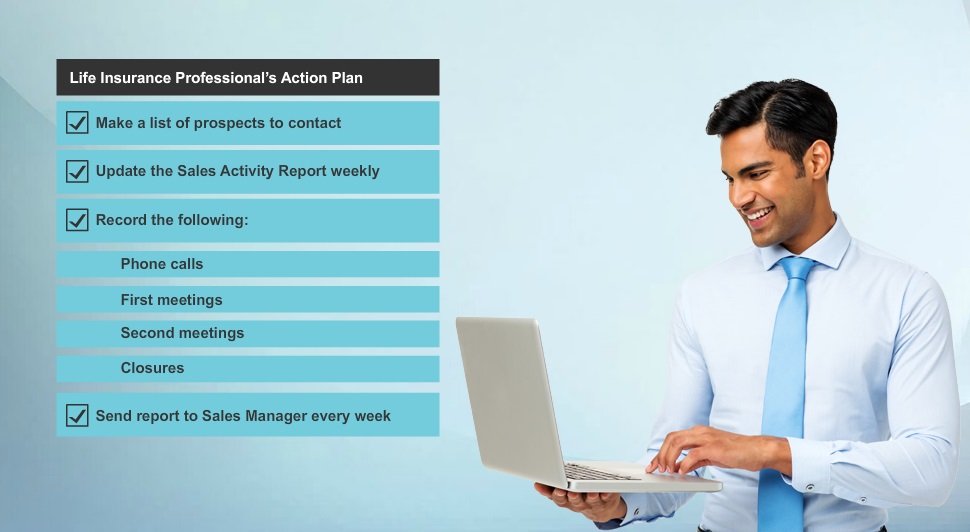 Life Insurance Professional’s Action Plan
Make a list of prospects to contact
Update the Sales Activity Report weekly
Record the following:
Phone calls
First meetings
Second meetings
Closures
Send report to Sales Manager every week